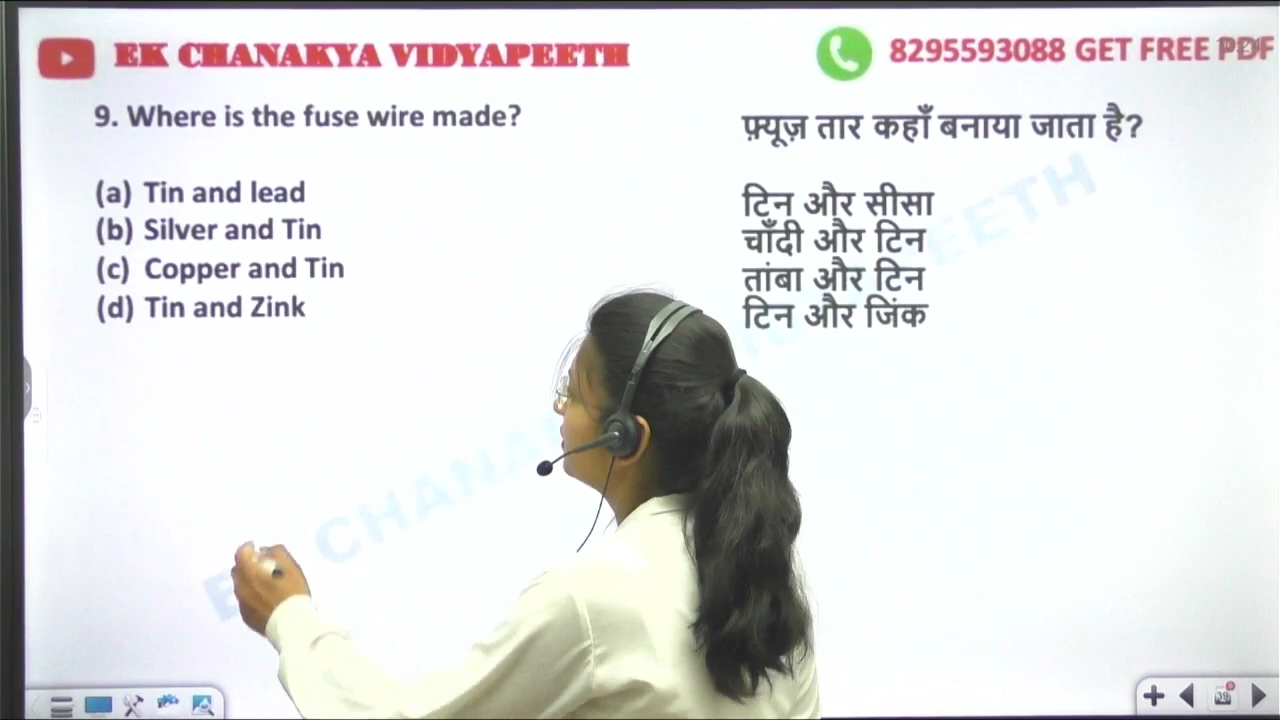 EK CHANAKYA VIDYAPEETH
8295593088 GET FREE PDF
9. Where is the fuse wire made?
(a) Tin and lead
(b) Silver and Tin
(c) Copper and Tin
(d) Tin and Zink
फ़्यूज़ तार कहाँ बनाया जाता है?
टिन और सीसा
चाँदी और टिन
तांबा और टिन
टिन और जिंक